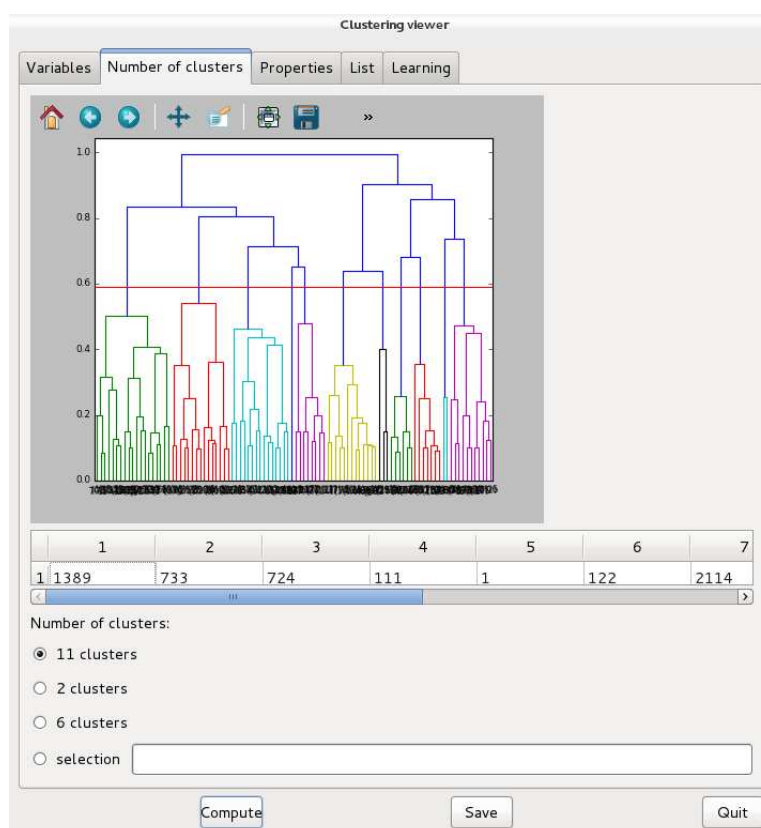 Clustering viewer
Variables Number of clusters Properties List Learning
»
1.0
0.8
0.6
0.4
0.2
0.0
1 2 3 4 5 6 7
1 1389 733 724 111 1 122 2114
Number of clusters:
11 clusters
2 clusters
6 clusters
selection
Compute Save Quit